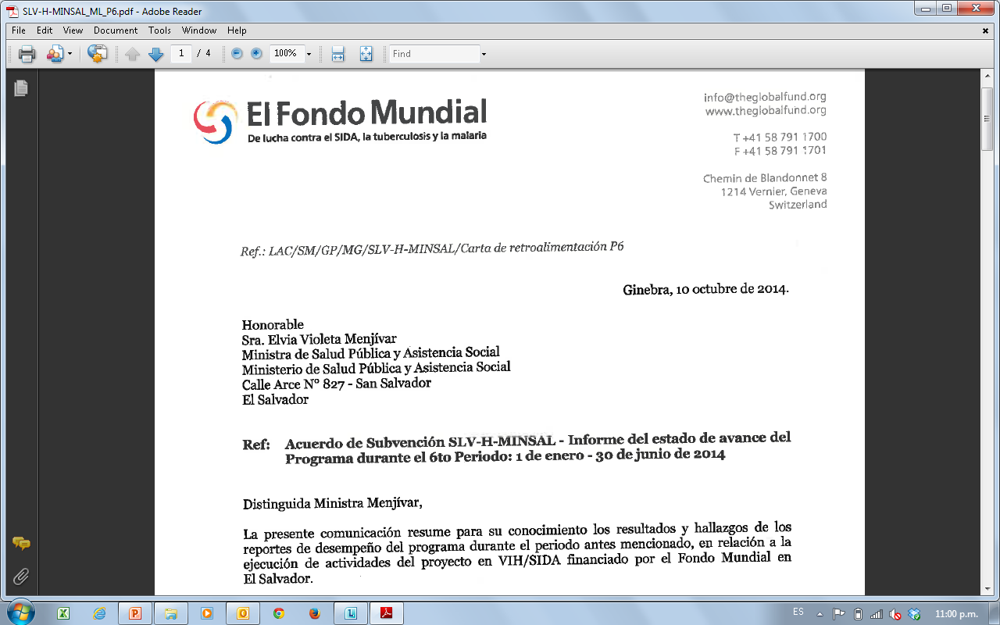 SLV-H-MINSAL_ML_P6.pdf - Adobe Reader
File Edit View Document Tools Window Help
1 / 4 100% Find
El Fondo Mundial
De lucha contra el SIDA, la tuberculosis y la malaria
info@theglobalfund.org
www.theglobalfund.org
T +41 58 791 1700
F +41 58 791 1701
Chemin de Blandonnet 8
1214 Vernier, Geneva
Switzerland
Ref.: LAC/SM/GP/MG/SLV-H-MINSAL/Carta de retroalimentación P6
Ginebra, 10 octubre de 2014.
Honorable
Sra. Elvia Violeta Menjívar
Ministra de Salud Pública y Asistencia Social
Ministerio de Salud Pública y Asistencia Social
Calle Arce N° 827 - San Salvador
El Salvador
Ref: Acuerdo de Subvención SLV-H-MINSAL - Informe del estado de avance del
Programa durante el 6to Periodo: 1 de enero - 30 de junio de 2014
Distinguida Ministra Menjívar,
La presente comunicación resume para su conocimiento los resultados y hallazgos de los
reportes de desempeño del programa durante el periodo antes mencionado, en relación a la
ejecución de actividades del proyecto en VIH/SIDA financiado por el Fondo Mundial en
El Salvador.
ES 11:00 p.m.